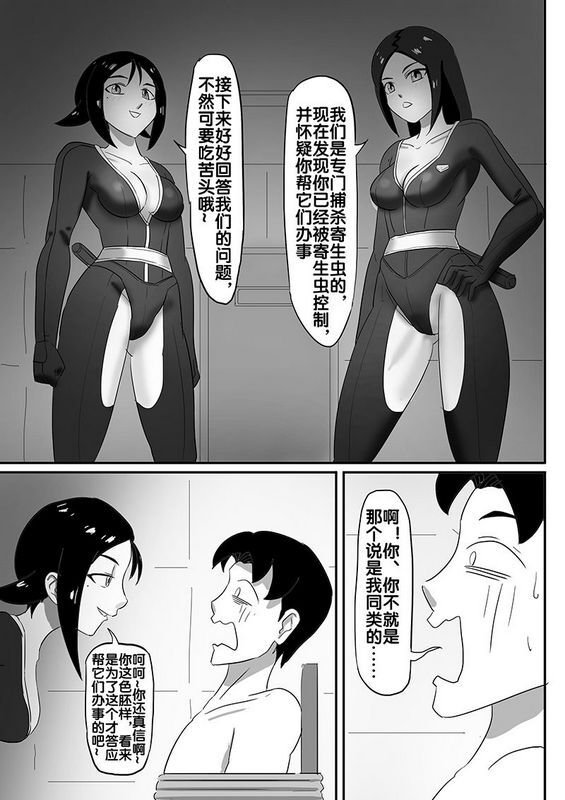 我们是专门捕杀寄生虫的，
现在发现你已经被寄生虫控制，
并怀疑你帮它们办事
接下来好好回答我们的问题，
不然可要吃苦头哦~
啊！你、你不就是
那个说是我同类的……
呵呵~你还真信啊~
你这色胚样，看来
是为了这个才答应
帮它们办事的吧~